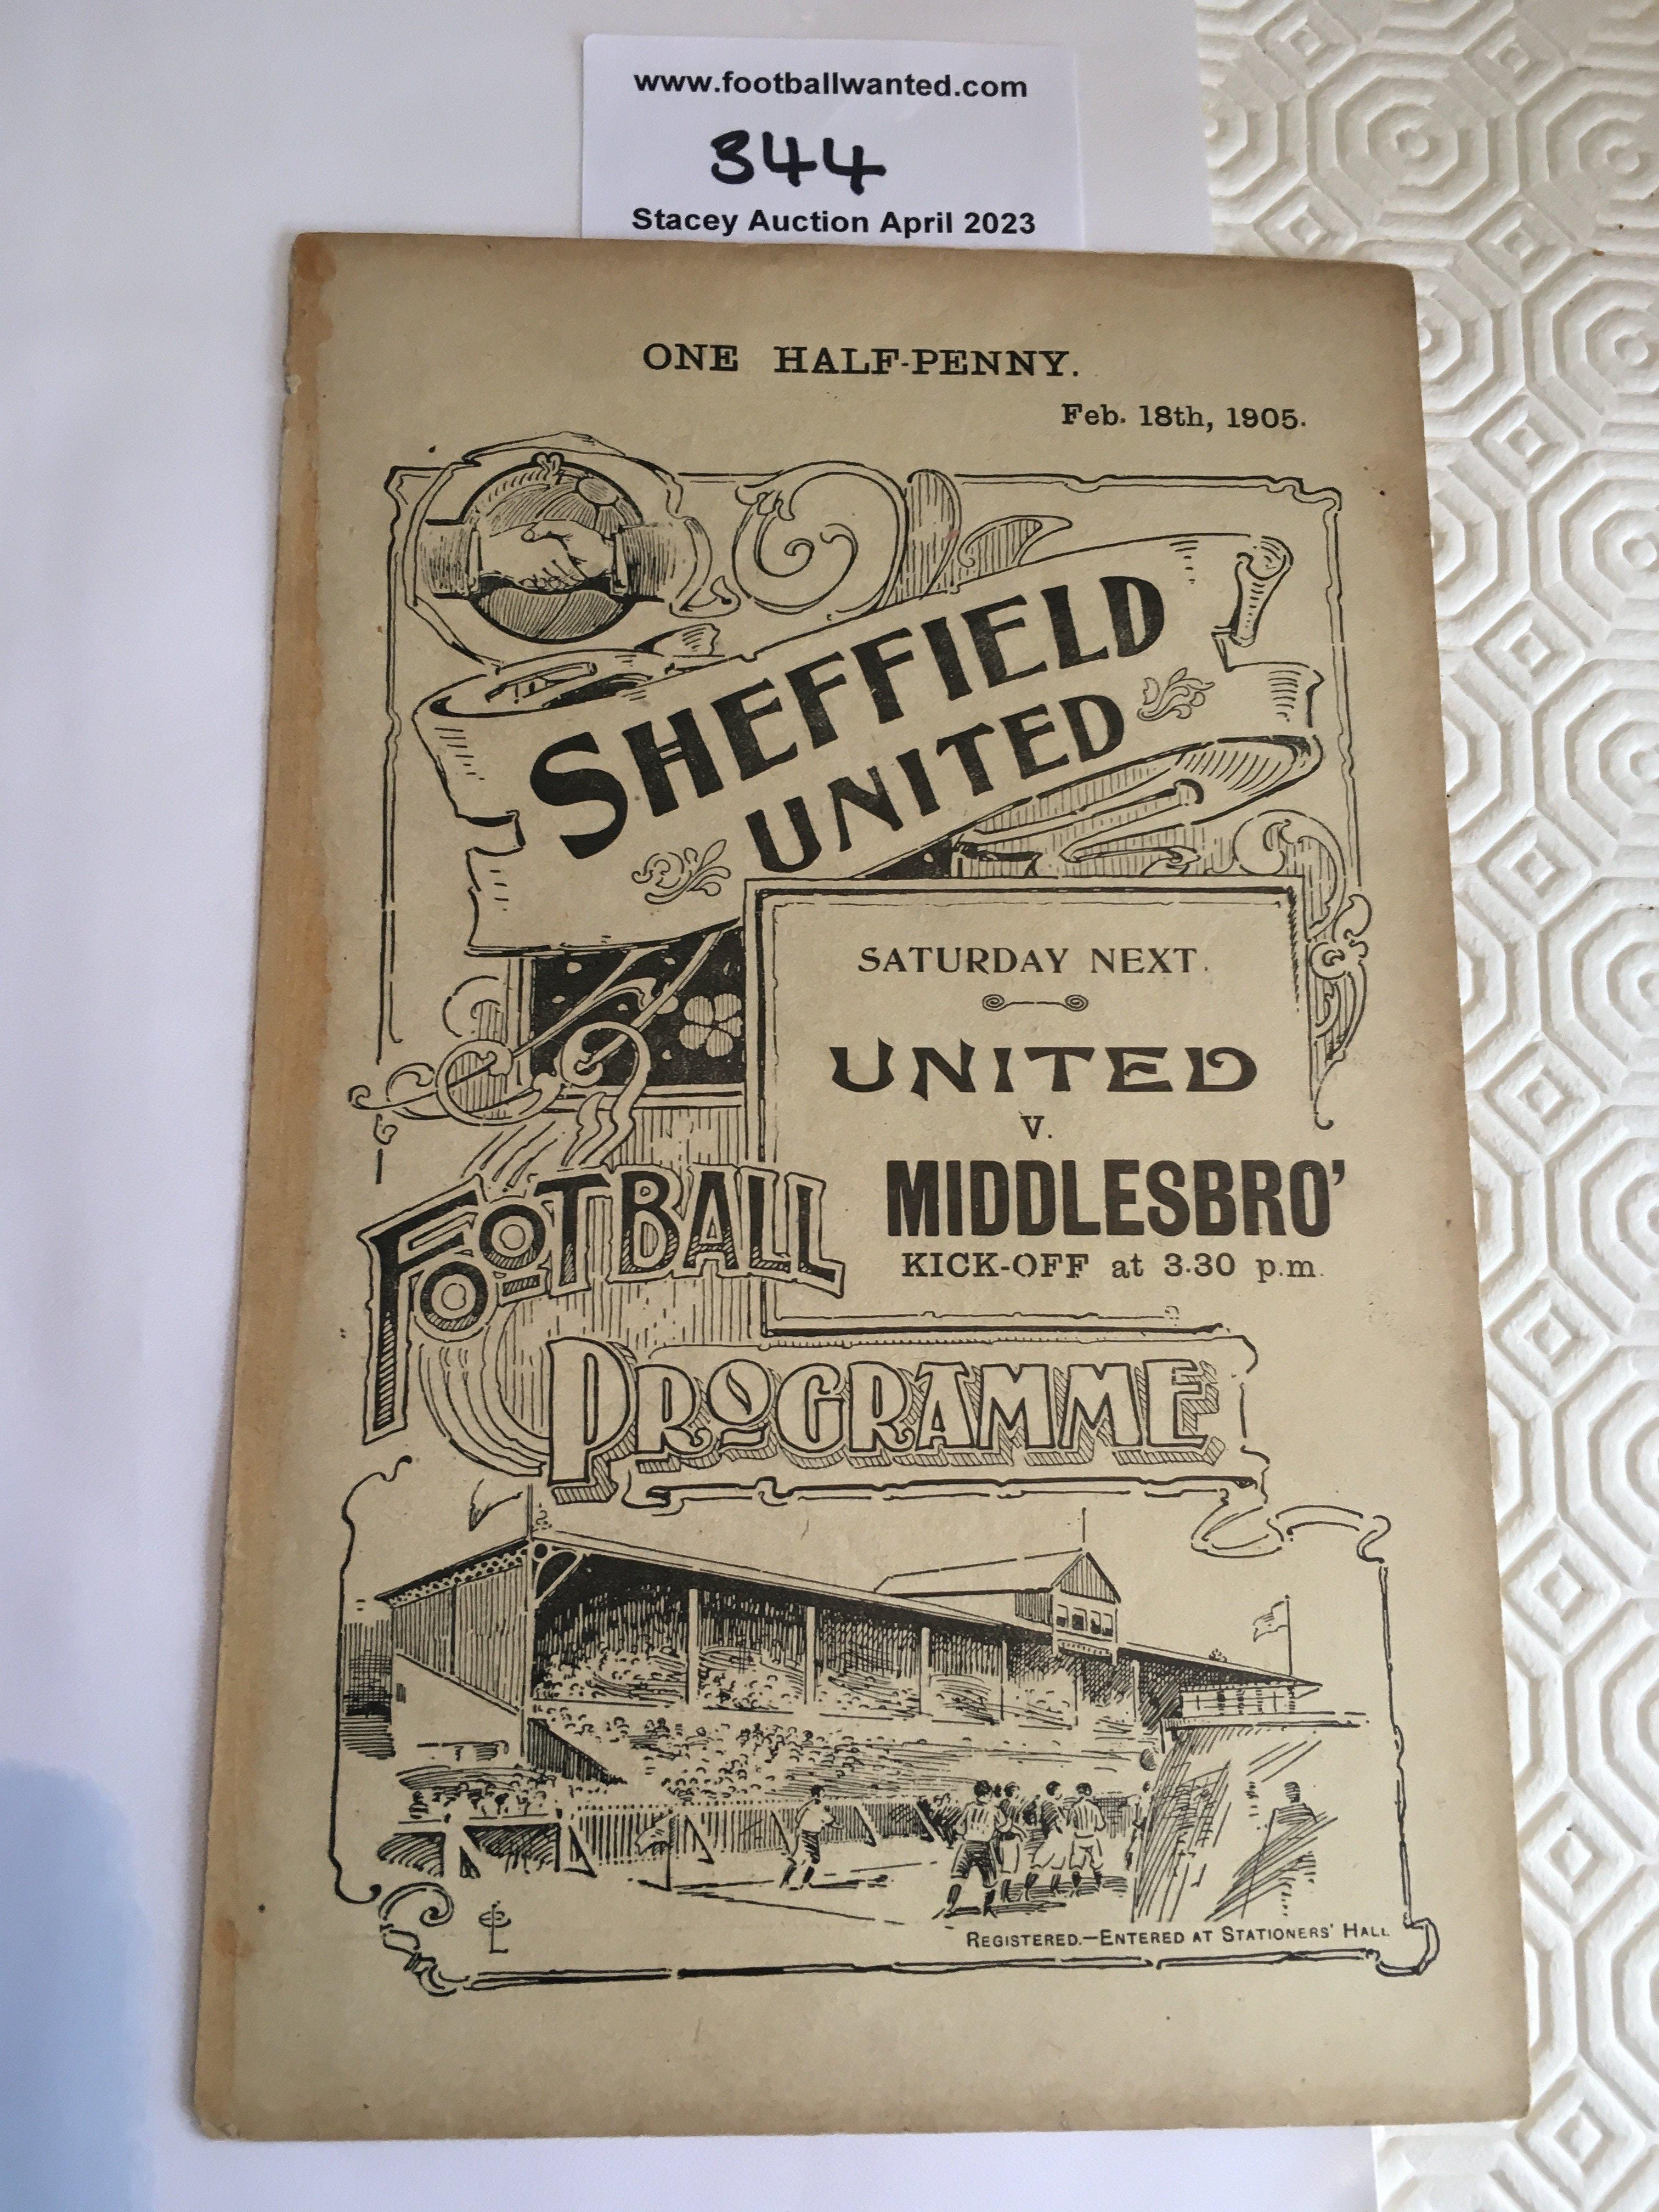 www.footballwanted.com
344
Stacey Auction April 2023
ONE HALF-PENNY.
Feb. 18th, 1905.
SHEFFIELD
UNITED
SATURDAY NEXT.
UNITED
V.
MIDDLESBRO'
KICK-OFF at 3.30 p.m.
FOOTBALL
PROGRAMME
REGISTERED.—ENTERED AT STATIONERS' HALL